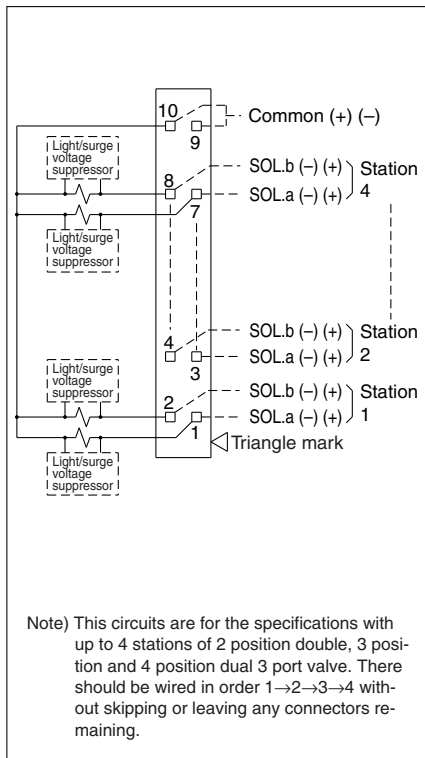 10
Common (+) (–)
9
Light/surge
voltage
suppressor
8
SOL.b (–) (+)
Station
4
SOL.a (–) (+)
7
Light/surge
voltage
suppressor
4
SOL.b (–) (+)
Station
2
SOL.a (–) (+)
3
Light/surge
voltage
suppressor
2
SOL.b (–) (+)
Station
1
SOL.a (–) (+)
1
Triangle mark
Light/surge
voltage
suppressor
Note) This circuits are for the specifications with
up to 4 stations of 2 position double, 3 posi-
tion and 4 position dual 3 port valve. There
should be wired in order 1→2→3→4 with-
out skipping or leaving any connectors re-
maining.